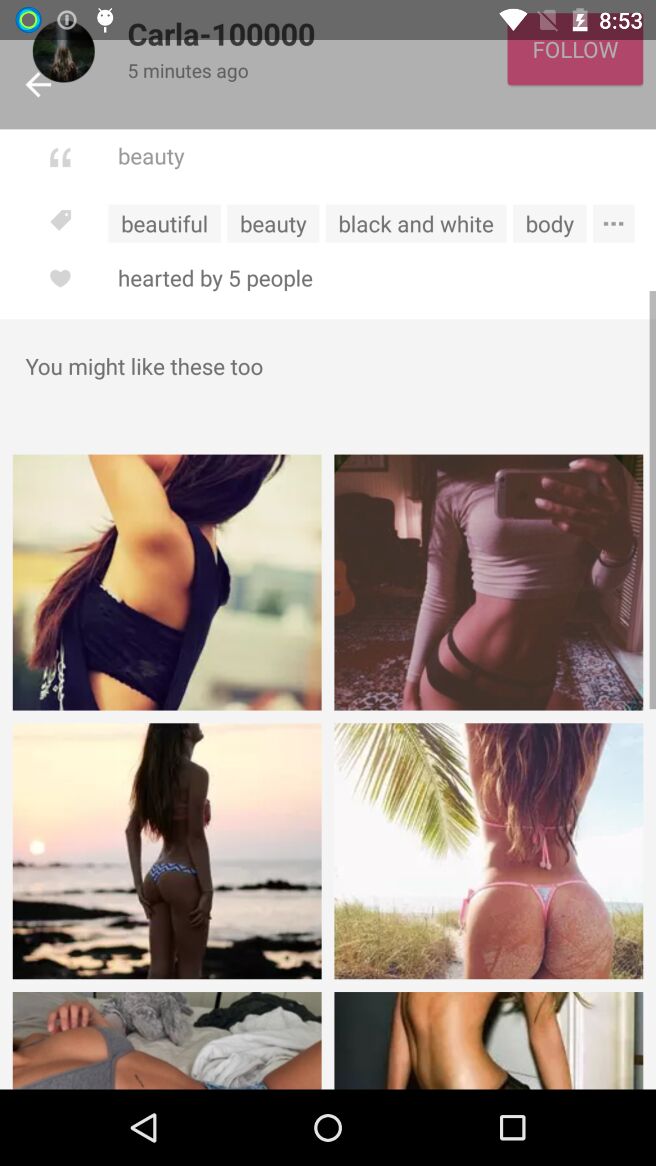 8:53
Carla-100000
5 minutes ago
FOLLOW
beauty
beautiful beauty black and white body ...
hearted by 5 people
You might like these too